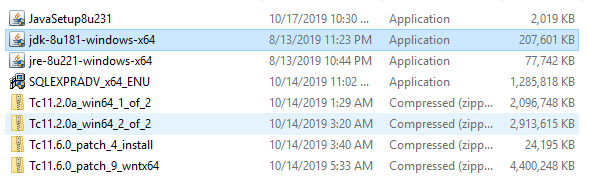 JavaSetup8u231 10/17/2019 10:30 ... Application 2,019 KB
jdk-8u181-windows-x64 8/13/2019 11:23 PM Application 207,601 KB
jre-8u221-windows-x64 8/13/2019 10:44 PM Application 77,742 KB
SQLEXPRADV_x64_ENU 10/14/2019 11:02 ... Application 1,285,818 KB
Tc11.2.0a_win64_1_of_2 10/14/2019 1:29 AM Compressed (zipp... 2,096,748 KB
Tc11.2.0a_win64_2_of_2 10/14/2019 3:20 AM Compressed (zipp... 2,913,615 KB
Tc11.6.0_patch_4_install 10/14/2019 3:40 AM Compressed (zipp... 24,195 KB
Tc11.6.0_patch_9_wntx64 10/14/2019 5:33 AM Compressed (zipp... 4,400,248 KB